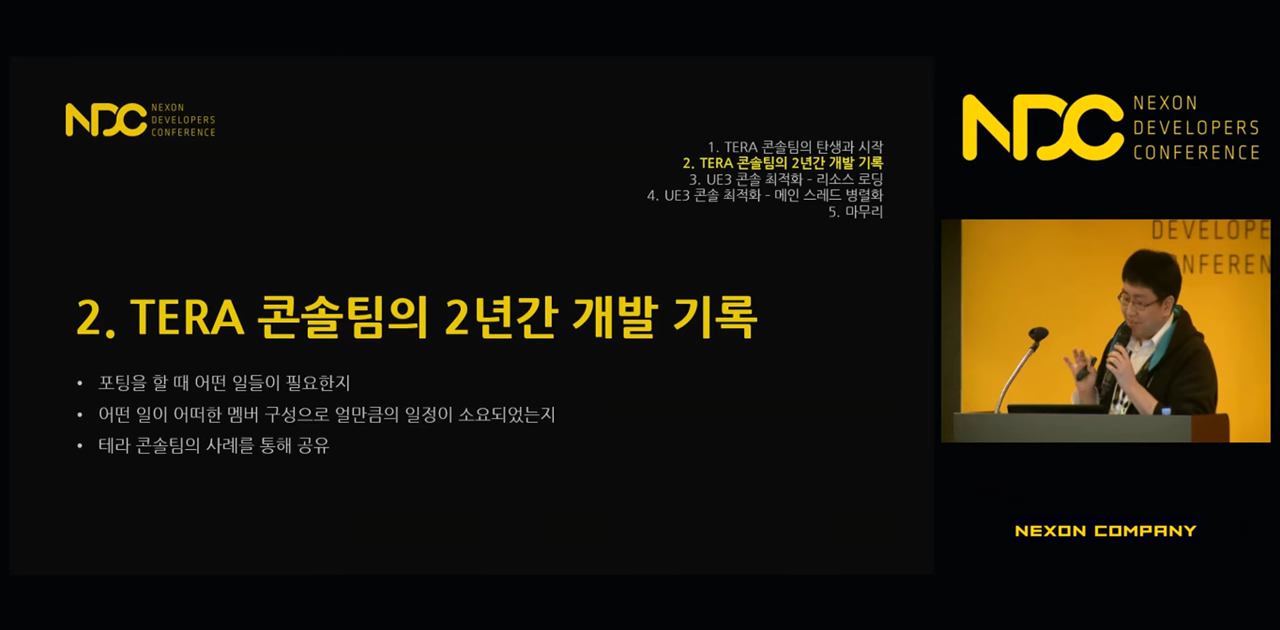 NDC NEXON
DEVELOPERS
CONFERENCE
1. TERA 콘솔팀의 탄생과 시작
2. TERA 콘솔팀의 2년간 개발 기록
3. UE3 콘솔 최적화 - 리소스 로딩
4. UE3 콘솔 최적화 - 메인 스레드 병렬화
5. 마무리
2. TERA 콘솔팀의 2년간 개발 기록
• 포팅을 할 때 어떤 일들이 필요한지
• 어떤 일이 어떠한 멤버 구성으로 얼만큼의 일정이 소요되었는지
• 테라 콘솔팀의 사례를 통해 공유
NDC NEXON
DEVELOPERS
CONFERENCE
DEVELOPE
NFEREN
NEXON COMPANY